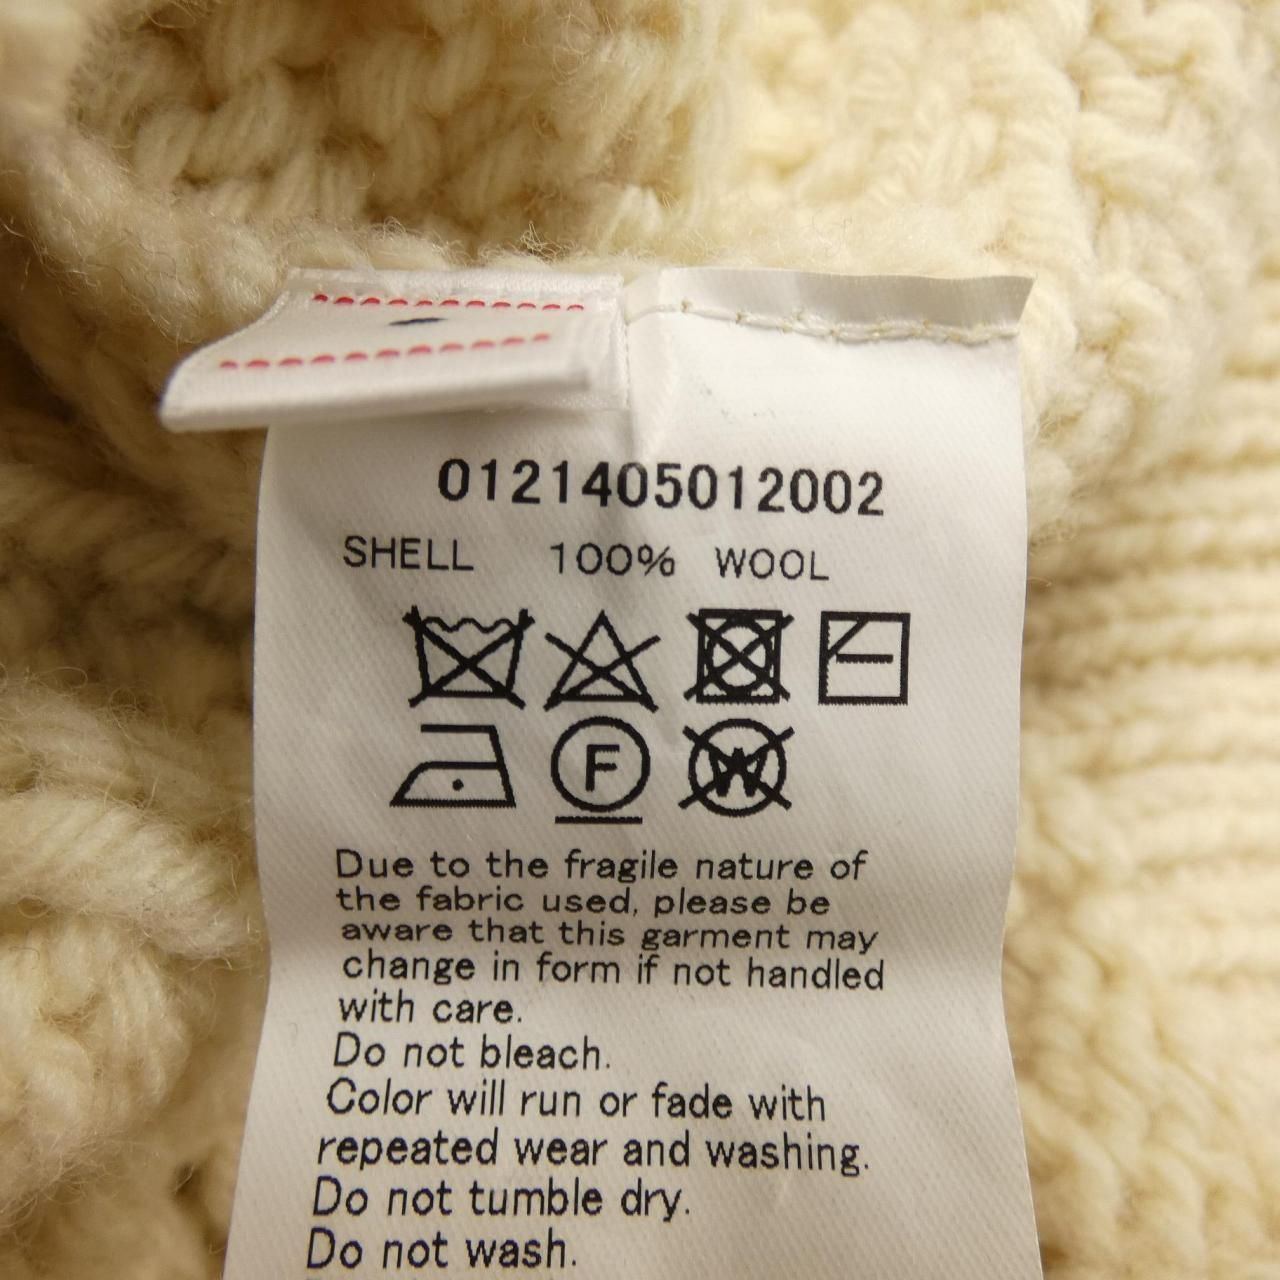 0121405012002
SHELL 100% WOOL
F
W
Due to the fragile nature of
the fabric used, please be
aware that this garment may
change in form if not handled
with care.
Do not bleach.
Color will run or fade with
repeated wear and washing.
Do not tumble dry.
Do not wash.